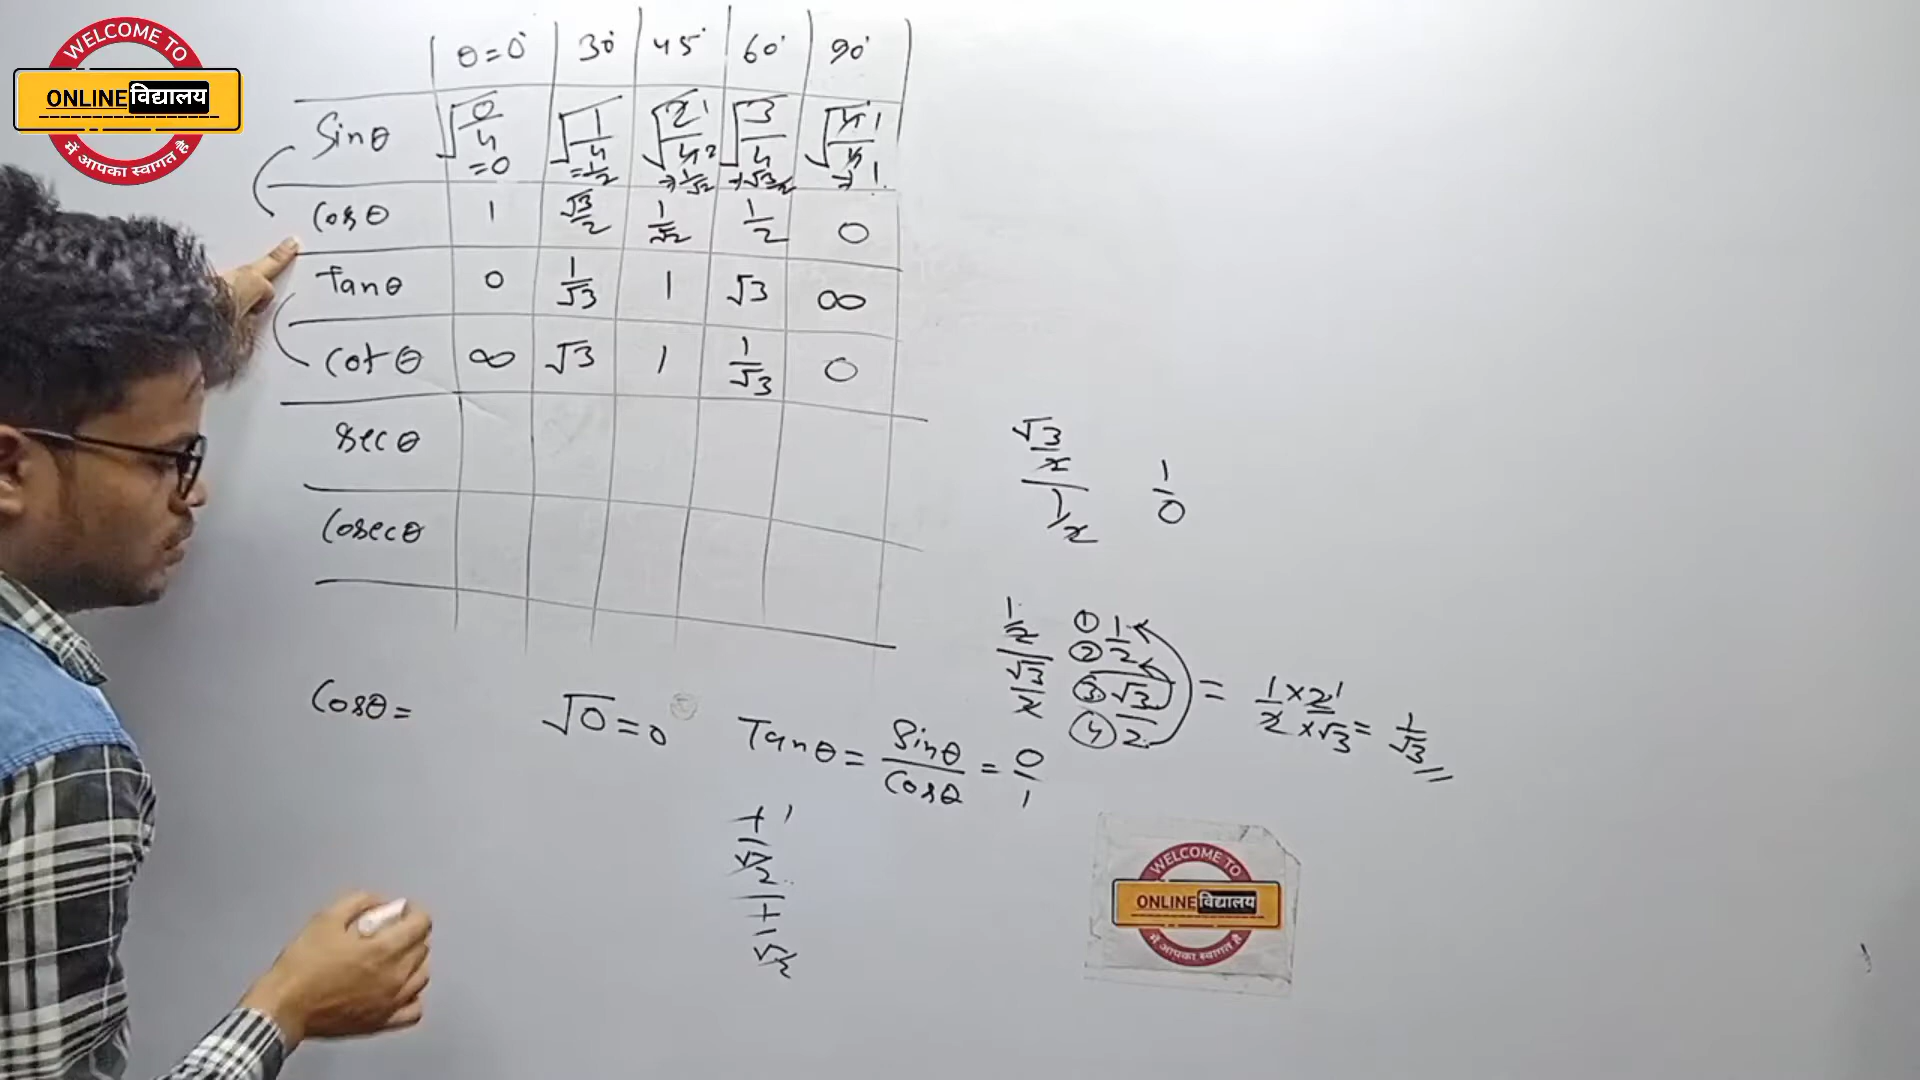 WELCOME TO
ONLINE विद्यालय
में आपका स्वागत है
θ=0° 30° 45° 60° 90°
Sinθ √0/4 =0 √1/4 =1/2 √2/4 1 2 →1/√2 √3/4 →√3/2 √4/4 1 1 →1.
Cosθ 1 √3/2 1/√2 1/2 0
Tanθ 0 1/√3 1 √3 ∞
Cotθ ∞ √3 1 1/√3 0
Secθ
Cosecθ
√3/2 / 1/2 1/0
1/2 / √3/2 ① 1 ② 2 ③ √3 ④ 2 = 1/2 × 2 1 / ×√3 = 1/√3
Cosθ = √0 = 0 Tanθ = Sinθ/Cosθ = 0/1
1/√2 / 1/√2 1
WELCOME TO
ONLINE विद्यालय
में आपका स्वागत है